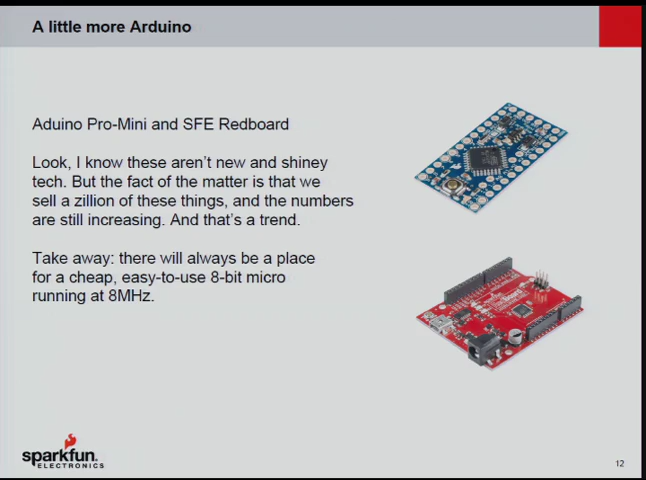 A little more Arduino
Aduino Pro-Mini and SFE Redboard
Look, I know these aren't new and shiney
tech. But the fact of the matter is that we
sell a zillion of these things, and the numbers
are still increasing. And that's a trend.
Take away: there will always be a place
for a cheap, easy-to-use 8-bit micro
running at 8MHz.
sparkfun
ELECTRONICS
12